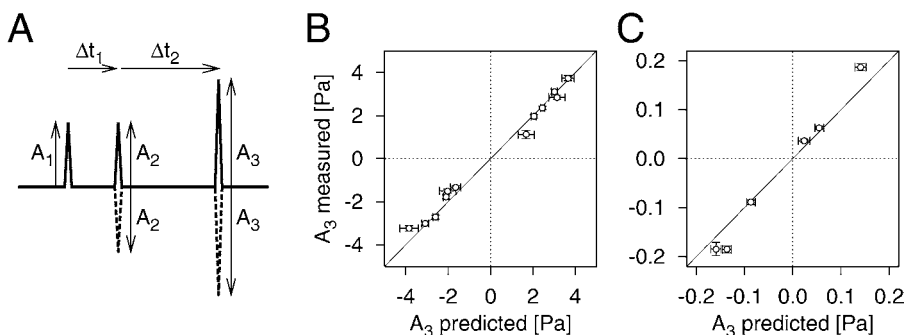 A
Δt1
Δt2
A1
A2
A3
A2
A3
B
A3 measured [Pa]
4
2
0
-2
-4
-4
-2
0
2
4
A3 predicted [Pa]
C
0.2
0.1
0.0
-0.1
-0.2
-0.2
-0.1
0.0
0.1
0.2
A3 predicted [Pa]